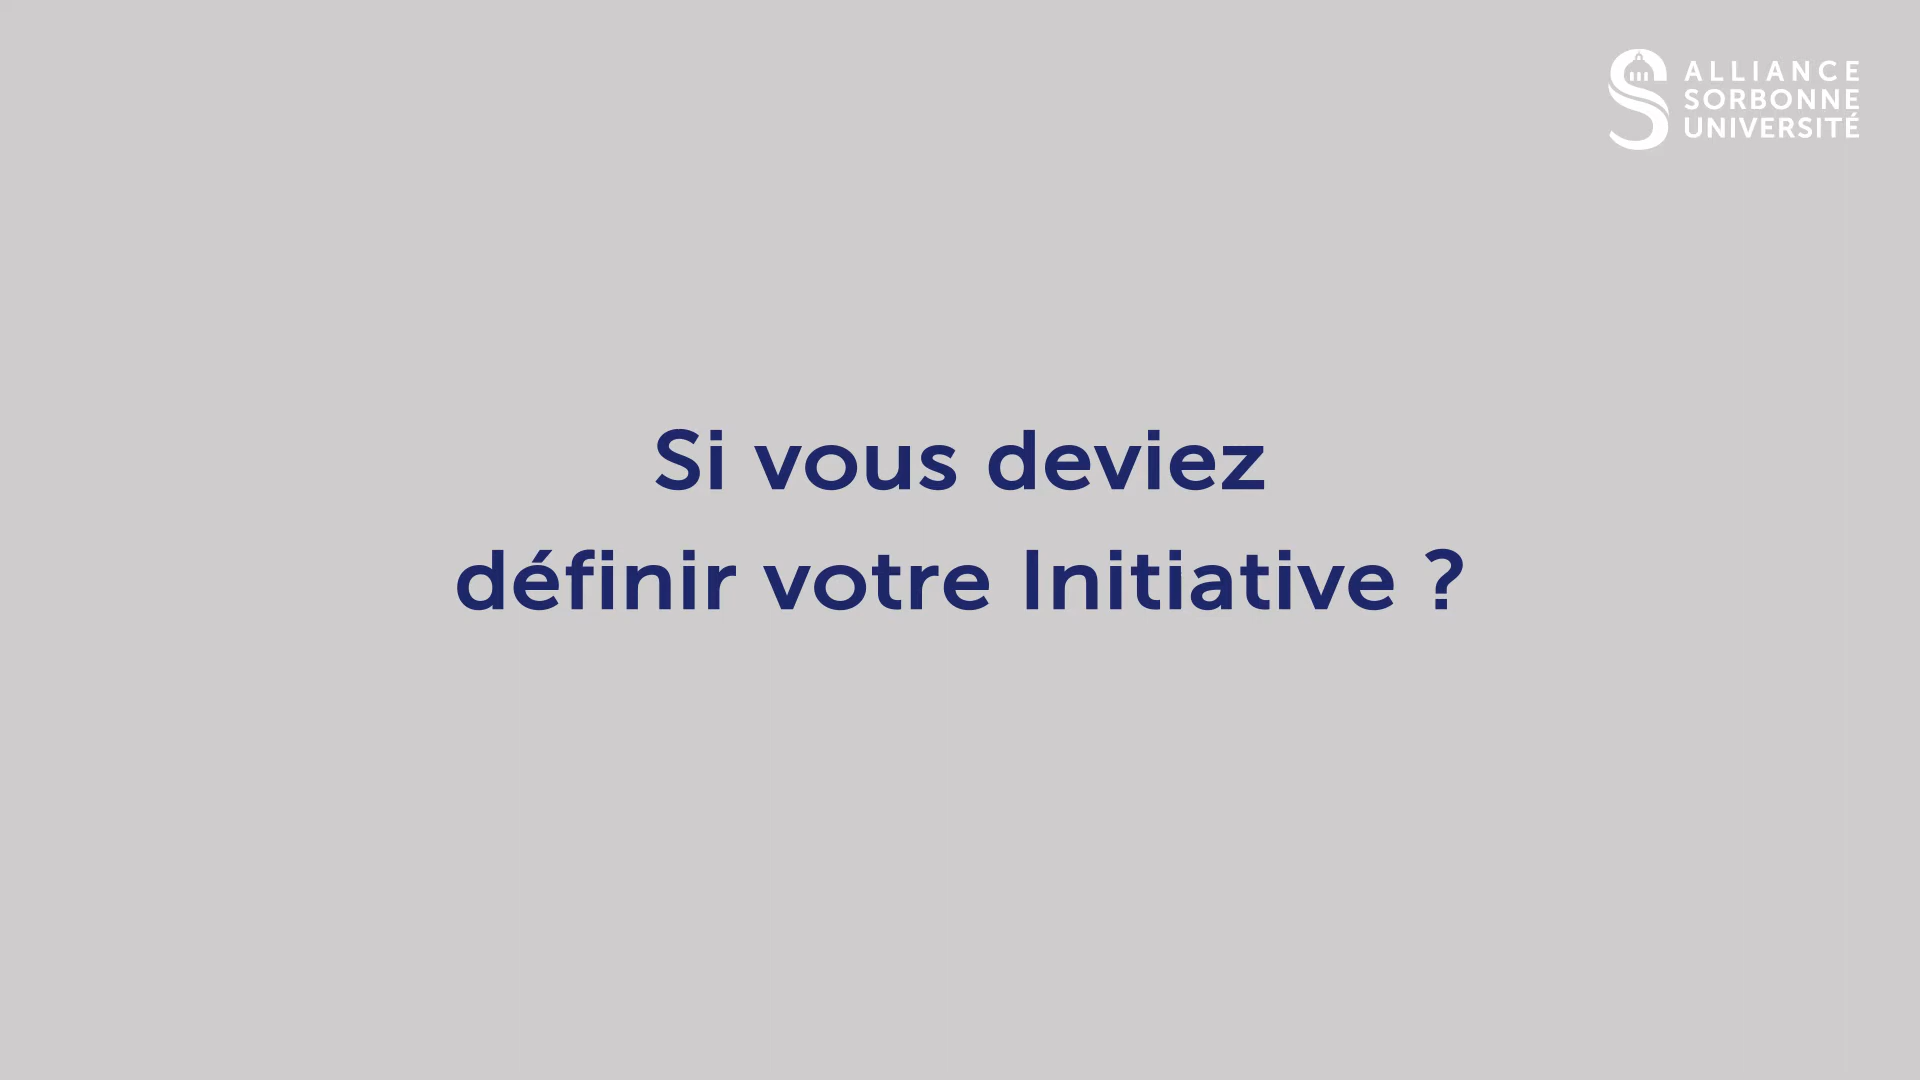 ALLIANCE
SORBONNE
UNIVERSITÉ
Si vous deviez
définir votre Initiative ?